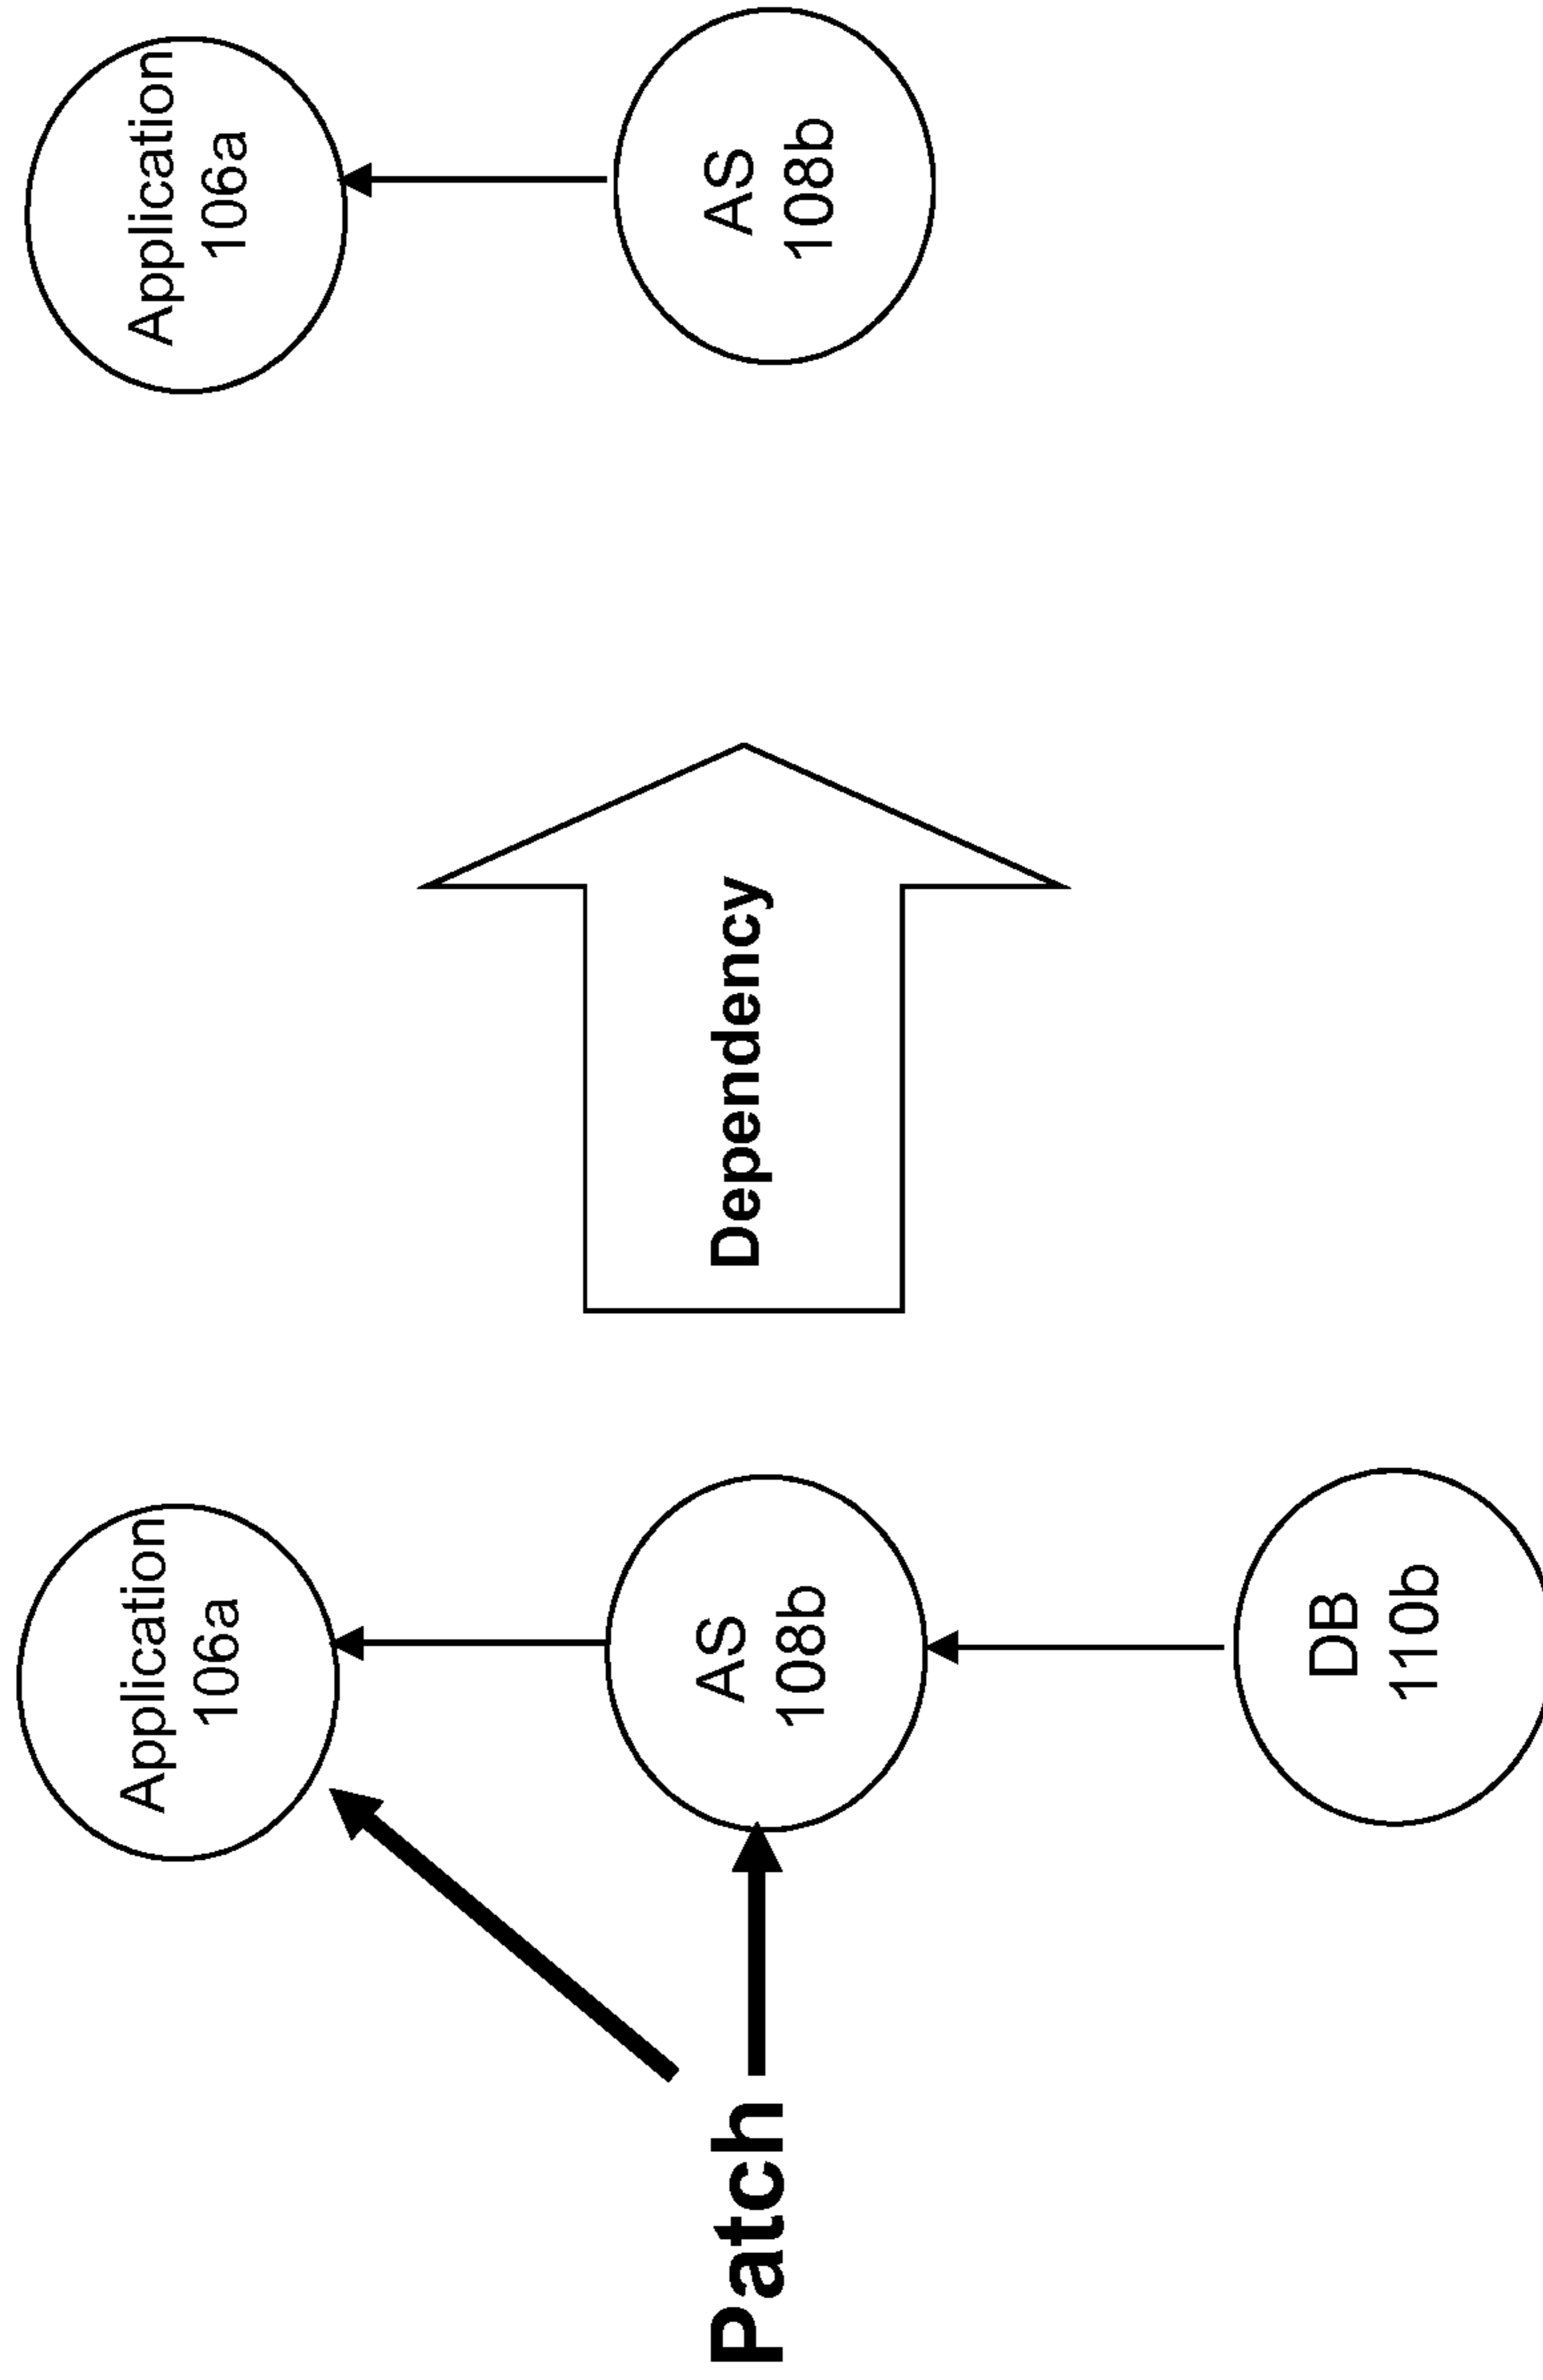 Patch
Application
106a
AS
108b
DB
110b
Dependency
Application
106a
AS
108b